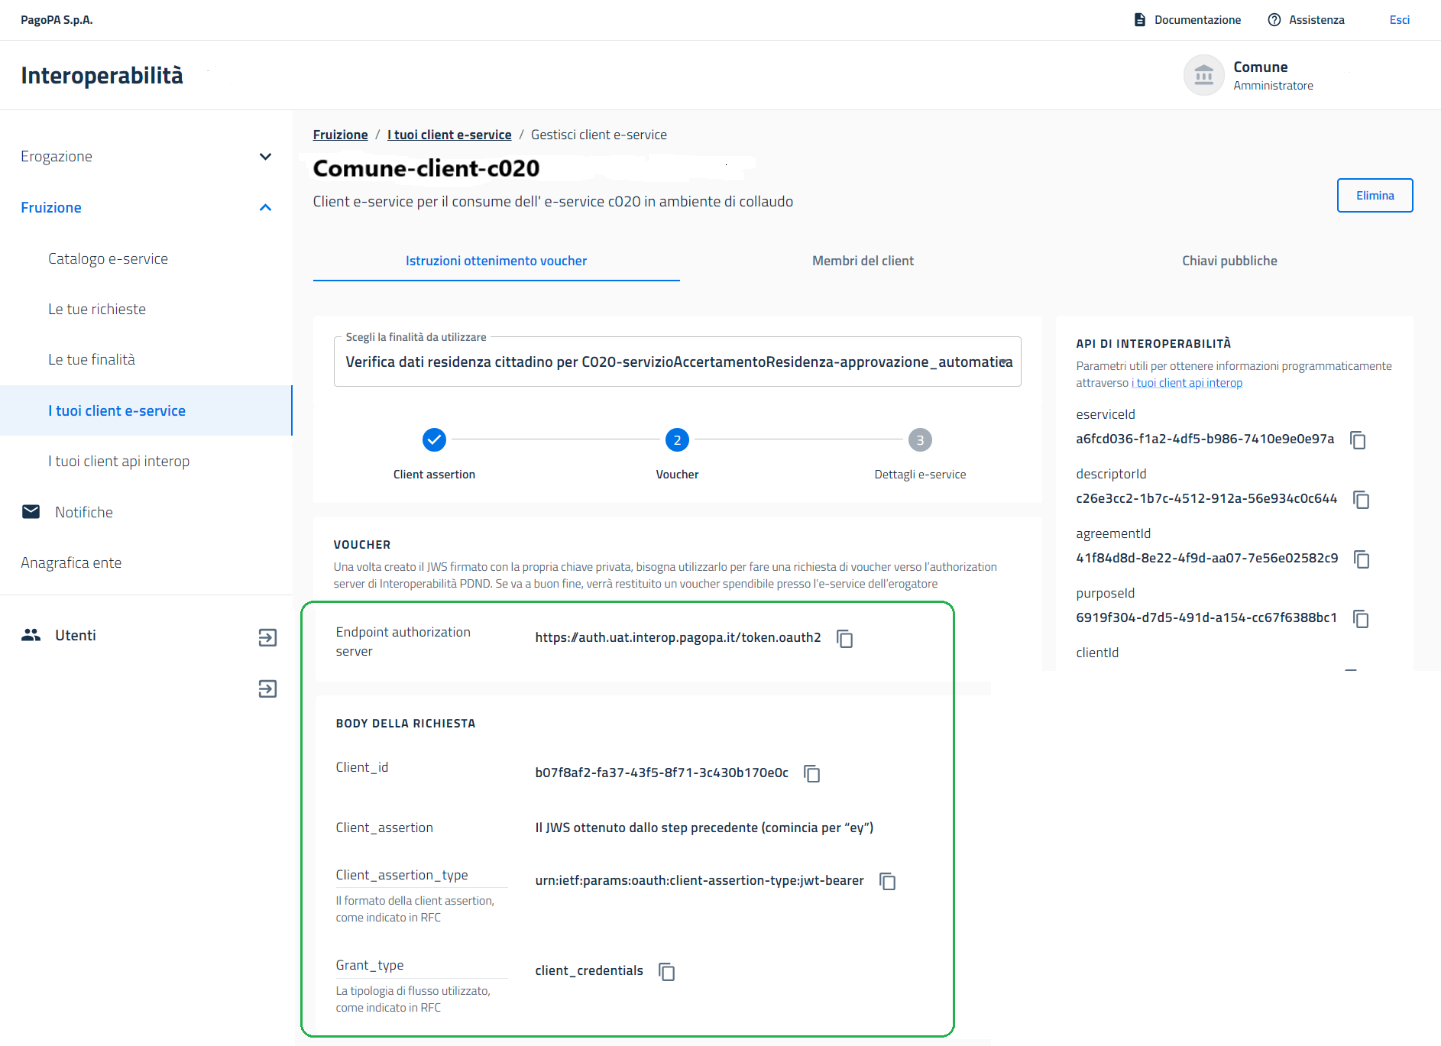 PagoPA S.p.A.
Documentazione
Assistenza
Esci
Interoperabilità
Comune
Amministratore
Erogazione
Fruizione
Catalogo e-service
Le tue richieste
Le tue finalità
I tuoi client e-service
I tuoi client api interop
Notifiche
Anagrafica ente
Utenti
Fruizione / I tuoi client e-service / Gestisci client e-service
Comune-client-c020
Client e-service per il consume dell' e-service c020 in ambiente di collaudo
Elimina
Istruzioni ottenimento voucher
Membri del client
Chiavi pubbliche
Scegli la finalità da utilizzare
Verifica dati residenza cittadino per C020-servizioAccertamentoResidenza-approvazione_automatica
2
3
Client assertion
Voucher
Dettagli e-service
VOUCHER
Una volta creato il JWS firmato con la propria chiave privata, bisogna utilizzarlo per fare una richiesta di voucher verso l'authorization
server di Interoperabilità PDND. Se va a buon fine, verrà restituito un voucher spendibile presso l'e-service dell'erogatore
Endpoint authorization
server
https://auth.uat.interop.pagopa.it/token.oauth2
BODY DELLA RICHIESTA
Client_id
b07f8af2-fa37-43f5-8f71-3c430b170e0c
Client_assertion
Il JWS ottenuto dallo step precedente (comincia per “ey”)
Client_assertion_type
urn:ietf:params:oauth:client-assertion-type:jwt-bearer
Il formato della client assertion,
come indicato in RFC
Grant_type
client_credentials
La tipologia di flusso utilizzato,
come indicato in RFC
API DI INTEROPERABILITÀ
Parametri utili per ottenere informazioni programmaticamente
attraverso i tuoi client api interop
eserviceId
a6fcd036-f1a2-4df5-b986-7410e9e0e97a
descriptorId
c26e3cc2-1b7c-4512-912a-56e934c0c644
agreementId
41f84d8d-8e22-4f9d-aa07-7e56e02582c9
purposeId
6919f304-d7d5-491d-a154-cc67f6388bc1
clientId